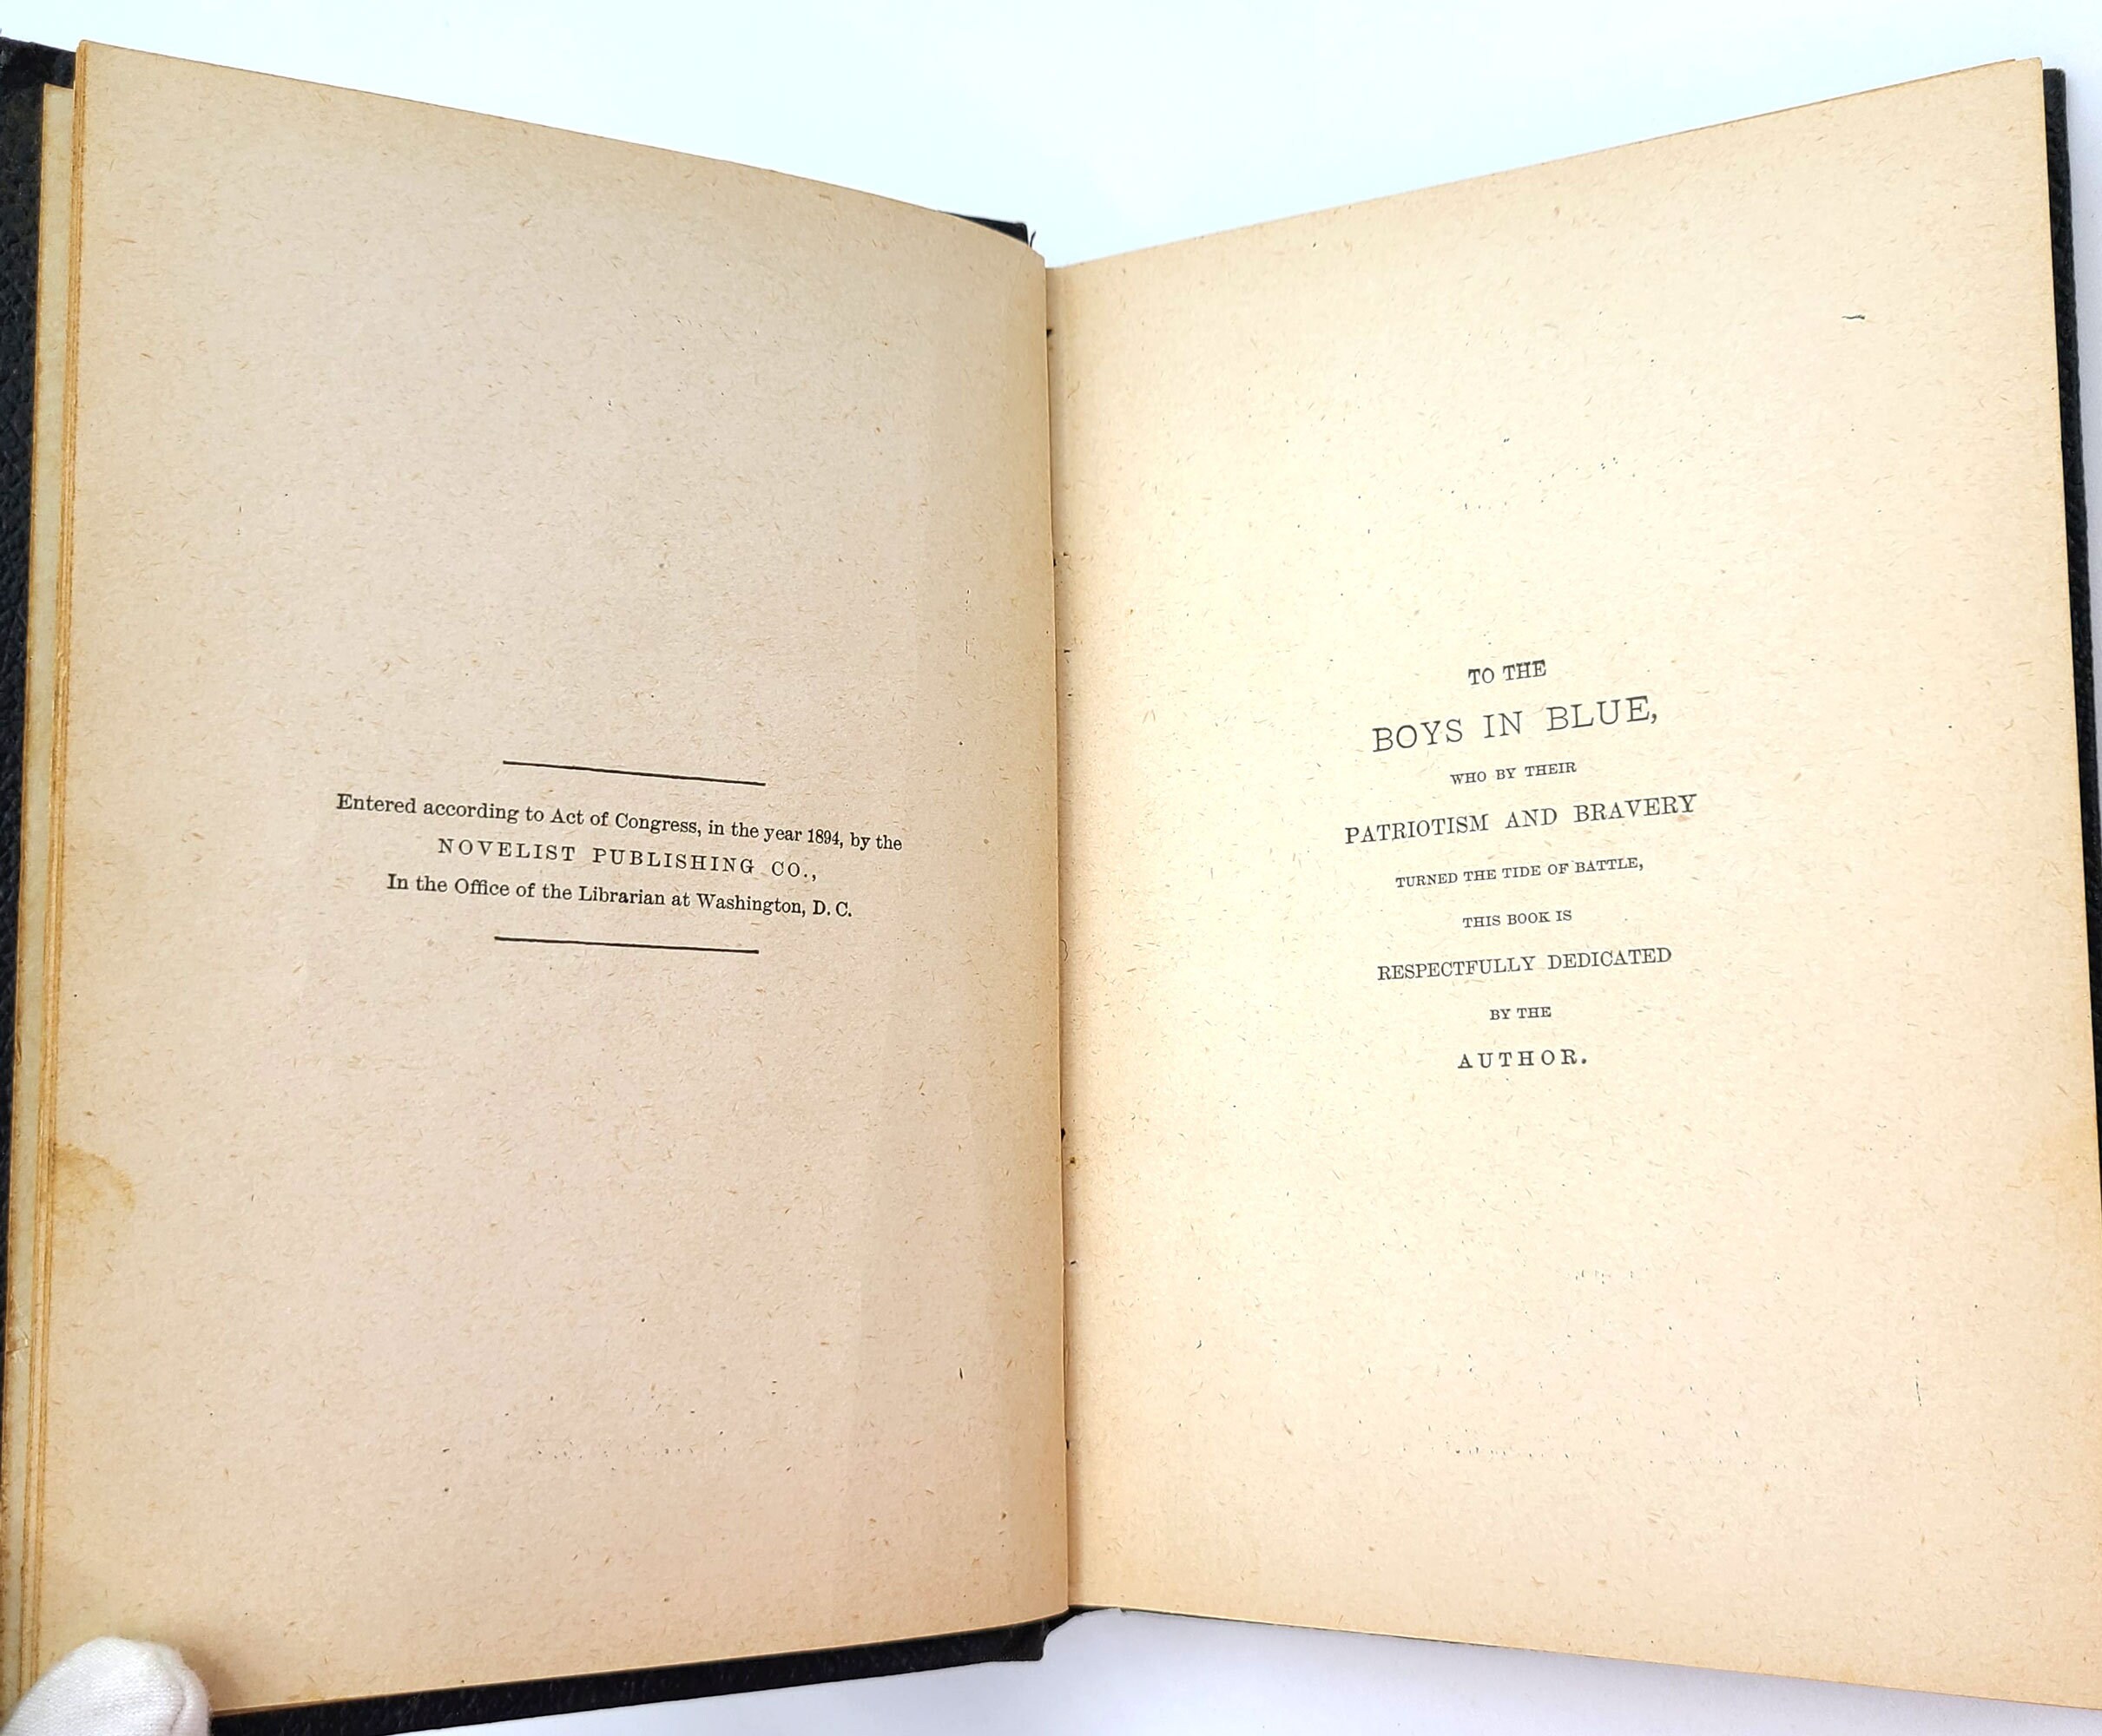 Entered according to Act of Congress, in the year 1894, by the
NOVELIST PUBLISHING CO.,
In the Office of the Librarian at Washington, D. C.
TO THE
BOYS IN BLUE,
WHO BY THEIR
PATRIOTISM AND BRAVERY
TURNED THE TIDE OF BATTLE,
THIS BOOK IS
RESPECTFULLY DEDICATED
BY THE
AUTHOR.